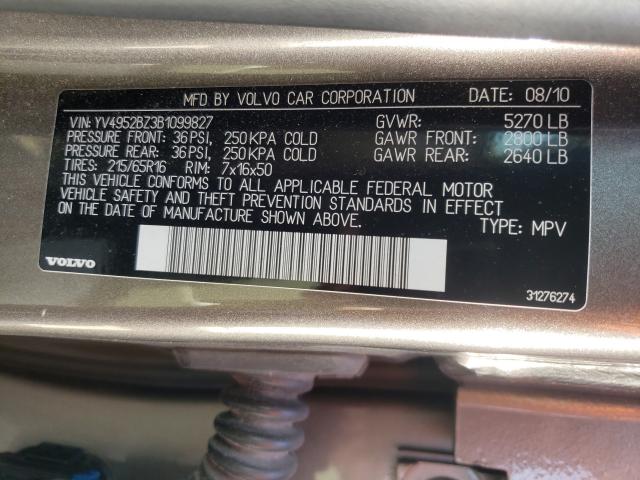 MFD BY VOLVO CAR CORPORATION DATE: 08/10
VIN: YV4952BZ3B1099827 GVWR: 5270 LB
PRESSURE FRONT: 36 PSI, 250 KPA COLD GAWR FRONT: 2800 LB
PRESSURE REAR: 36 PSI, 250 KPA COLD GAWR REAR: 2640 LB
TIRES: 215/65R16 RIM: 7x16x50
THIS VEHICLE CONFORMS TO ALL APPLICABLE FEDERAL MOTOR
VEHICLE SAFETY AND THEFT PREVENTION STANDARDS IN EFFECT
ON THE DATE OF MANUFACTURE SHOWN ABOVE. TYPE: MPV
VOLVO 31276274